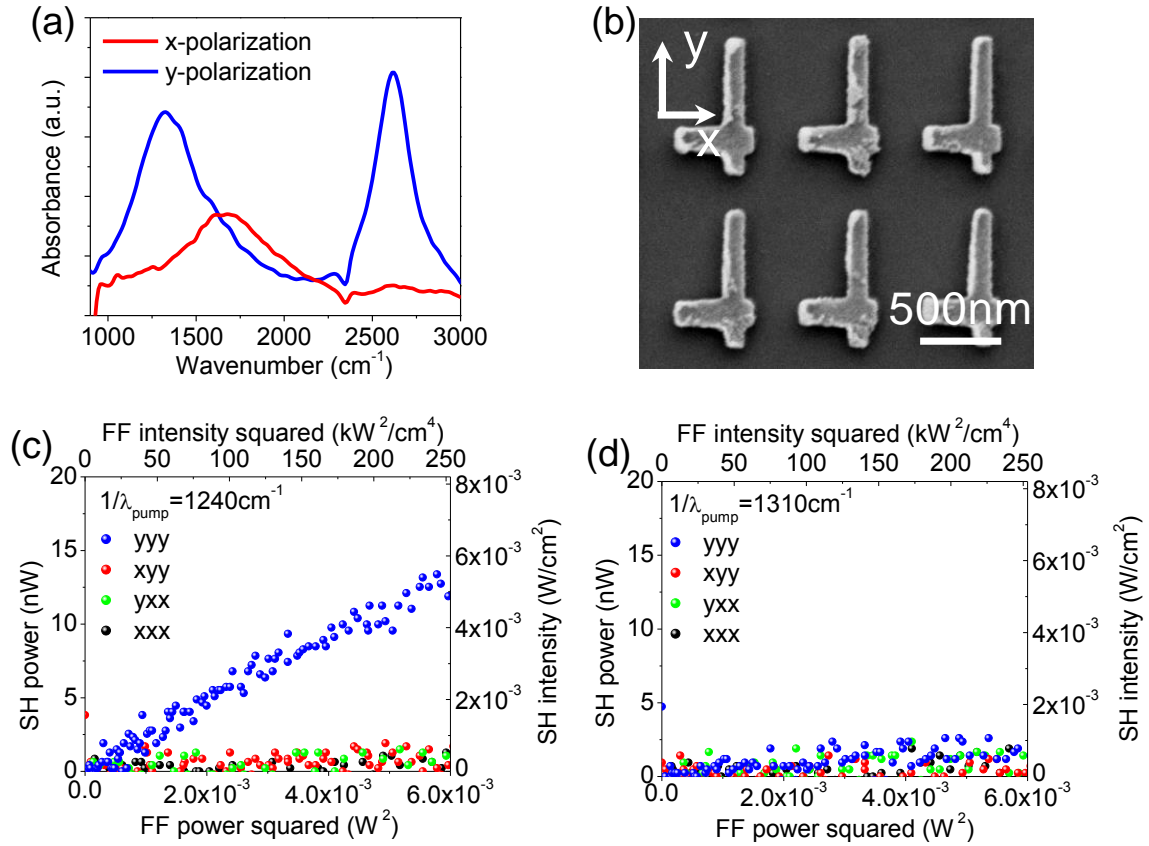 (a)
x-polarization
y-polarization
Absorbance (a.u.)
1000 1500 2000 2500 3000
Wavenumber (cm⁻¹)
(b)
y
x
500nm
(c)
FF intensity squared (kW²/cm⁴)
0 50 100 150 200 250
1/λpump=1240cm⁻¹
yyy
xyy
yxx
xxx
SH power (nW)
20
15
10
5
0
8x10⁻³
6x10⁻³
4x10⁻³
2x10⁻³
0
SH intensity (W/cm²)
0.0 2.0x10⁻³ 4.0x10⁻³ 6.0x10⁻³
FF power squared (W²)
(d)
FF intensity squared (kW²/cm⁴)
0 50 100 150 200 250
1/λpump=1310cm⁻¹
yyy
xyy
yxx
xxx
SH power (nW)
20
15
10
5
0
8x10⁻³
6x10⁻³
4x10⁻³
2x10⁻³
0
SH intensity (W/cm²)
0.0 2.0x10⁻³ 4.0x10⁻³ 6.0x10⁻³
FF power squared (W²)